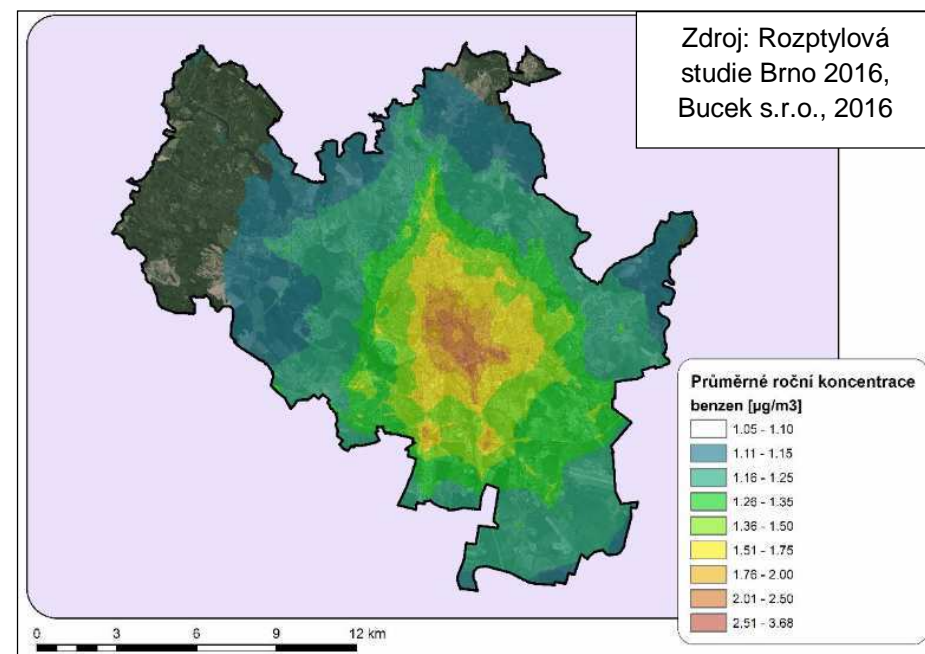 Zdroj: Rozptylová
studie Brno 2016,
Bucek s.r.o., 2016
Průměrné roční koncentrace
benzen [µg/m3]
1.05 - 1.10
1.11 - 1.15
1.16 - 1.25
1.26 - 1.35
1.36 - 1.50
1.51 - 1.75
1.76 - 2.00
2.01 - 2.50
2.51 - 3.68
0 3 6 9 12 km